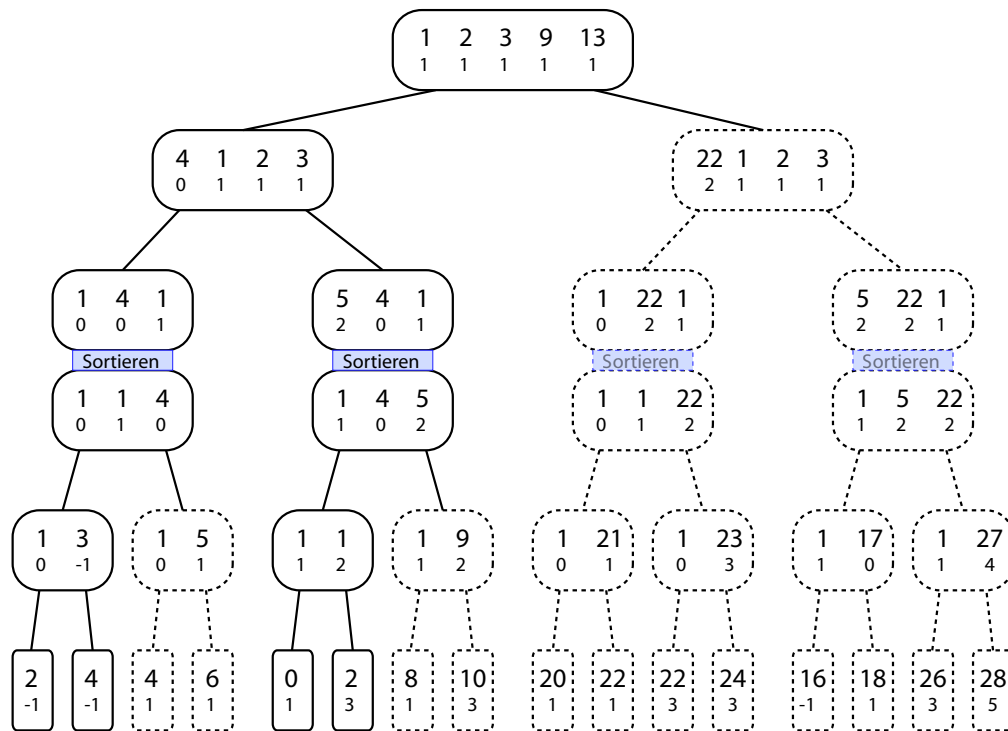 1 2 3 9 13
1 1 1 1 1
4 1 2 3
0 1 1 1
22 1 2 3
2 1 1 1
1 4 1
0 0 1
5 4 1
2 0 1
1 22 1
0 2 1
5 22 1
2 2 1
Sortieren
Sortieren
Sortieren
Sortieren
1 1 4
0 1 0
1 4 5
1 0 2
1 1 22
0 1 2
1 5 22
1 2 2
1 3
0 -1
1 5
0 1
1 1
1 2
1 9
1 2
1 21
0 1
1 23
0 3
1 17
1 0
1 27
1 4
2
-1
4
-1
4
1
6
1
0
1
2
3
8
1
10
3
20
1
22
1
22
3
24
3
16
-1
18
1
26
3
28
5